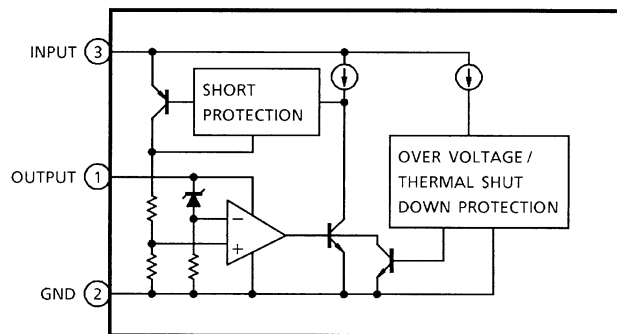 INPUT 3
SHORT
PROTECTION
OVER VOLTAGE /
THERMAL SHUT
DOWN PROTECTION
OUTPUT 1
−
+
GND 2